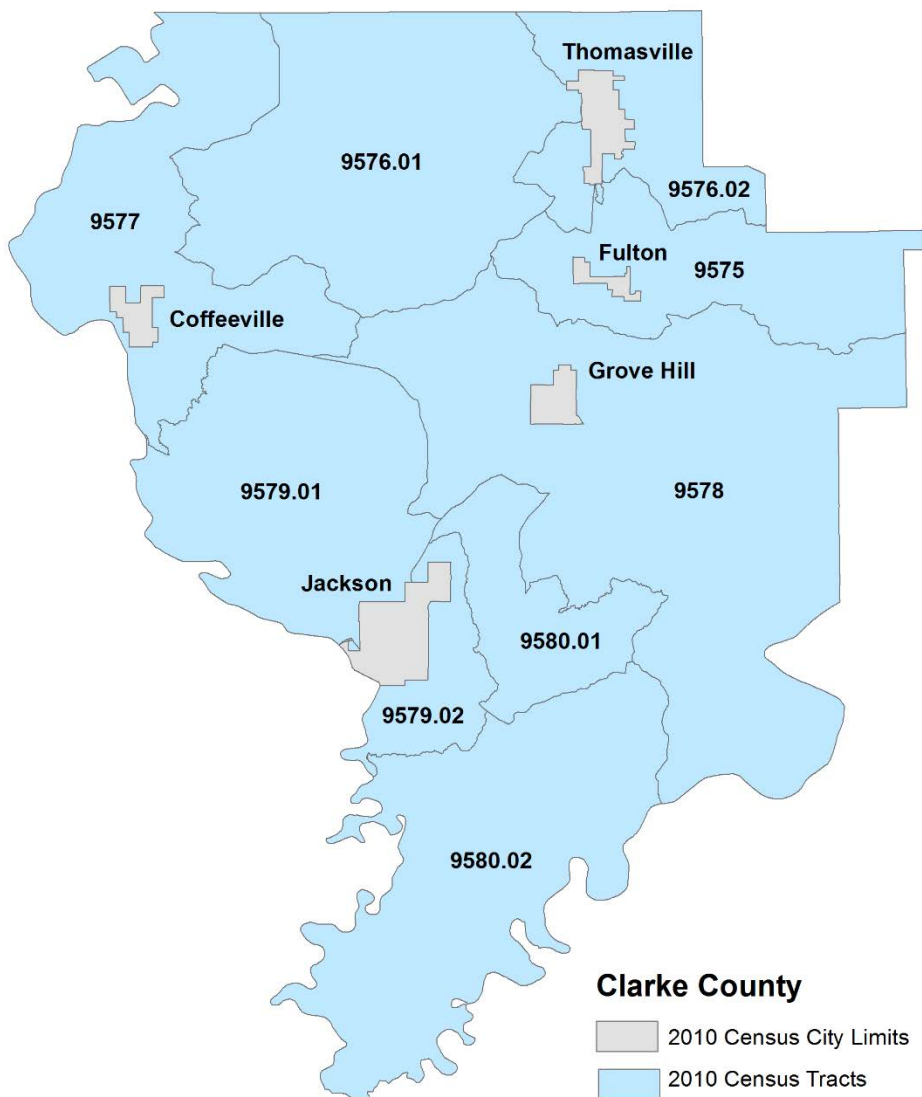 Thomasville
9576.01
9576.02
9577
Fulton
9575
Coffeeville
Grove Hill
9579.01
9578
Jackson
9580.01
9579.02
9580.02
Clarke County
2010 Census City Limits
2010 Census Tracts